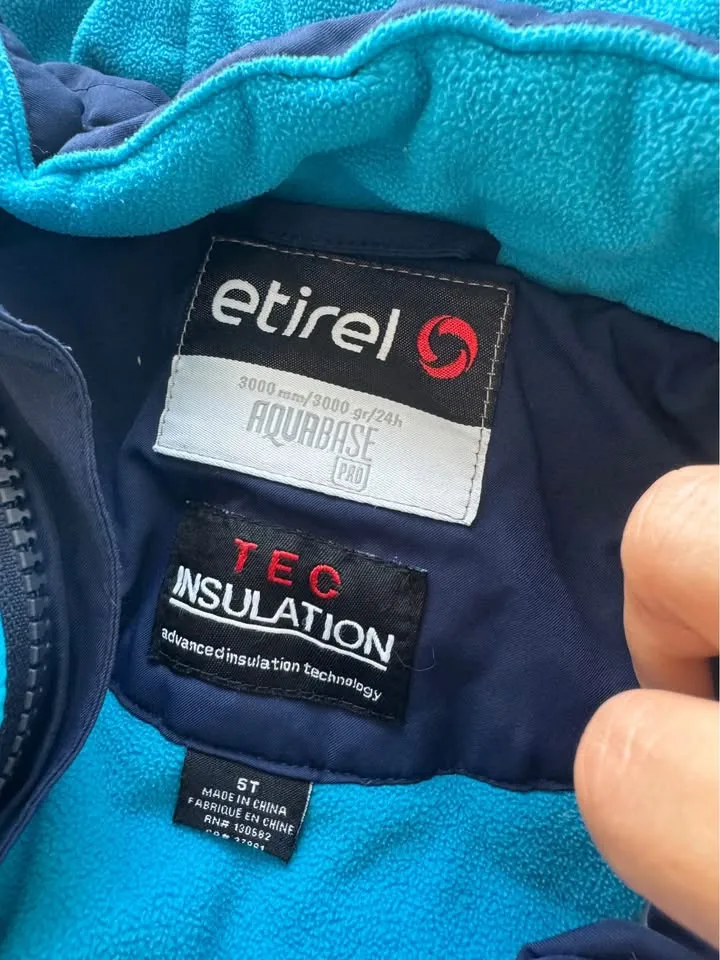 etirel
3000 mm/3000 gr/24h
AQUABASE
PRO
TEC
INSULATION
advanced insulation technology
5T
MADE IN CHINA
FABRIQUÉ EN CHINE
RN# 130582